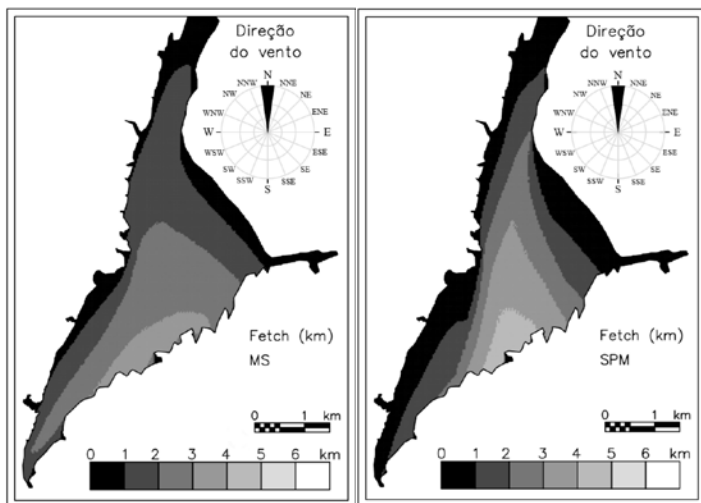 Direção
do vento
N
NNW
NNE
NW
NE
WNW
ENE
W
E
WSW
ESE
SW
SE
SSW
SSE
S
Fetch (km)
MS
0 1 km
0 1 2 3 4 5 6 km
Direção
do vento
N
NNW
NNE
NW
NE
WNW
ENE
W
E
WSW
ESE
SW
SE
SSW
SSE
S
Fetch (km)
SPM
0 1 km
0 1 2 3 4 5 6 km